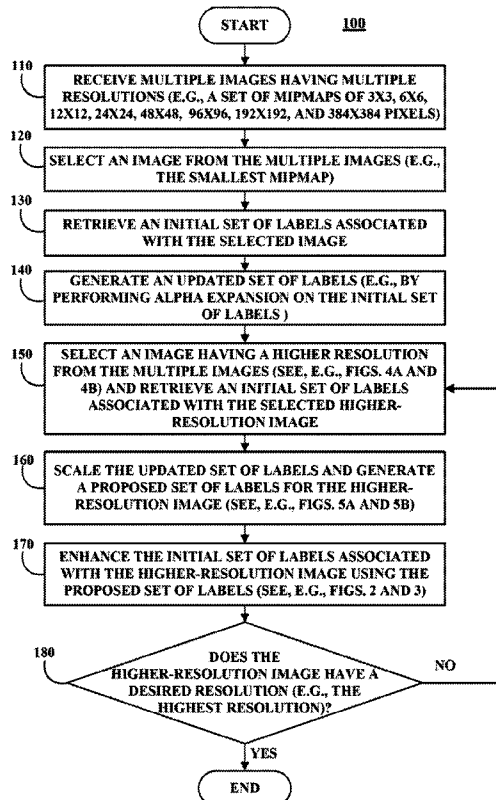 START
100
110
RECEIVE MULTIPLE IMAGES HAVING MULTIPLE
RESOLUTIONS (E.G., A SET OF MIPMAPS OF 3X3, 6X6,
12X12, 24X24, 48X48, 96X96, 192X192, AND 384X384 PIXELS)
120
SELECT AN IMAGE FROM THE MULTIPLE IMAGES (E.G.,
THE SMALLEST MIPMAP)
130
RETRIEVE AN INITIAL SET OF LABELS ASSOCIATED
WITH THE SELECTED IMAGE
140
GENERATE AN UPDATED SET OF LABELS (E.G., BY
PERFORMING ALPHA EXPANSION ON THE INITIAL SET
OF LABELS )
150
SELECT AN IMAGE HAVING A HIGHER RESOLUTION
FROM THE MULTIPLE IMAGES (SEE, E.G., FIGS. 4A AND
4B) AND RETRIEVE AN INITIAL SET OF LABELS
ASSOCIATED WITH THE SELECTED HIGHER-
RESOLUTION IMAGE
160
SCALE THE UPDATED SET OF LABELS AND GENERATE
A PROPOSED SET OF LABELS FOR THE HIGHER-
RESOLUTION IMAGE (SEE, E.G., FIGS. 5A AND 5B)
170
ENHANCE THE INITIAL SET OF LABELS ASSOCIATED
WITH THE HIGHER-RESOLUTION IMAGE USING THE
PROPOSED SET OF LABELS (SEE, E.G., FIGS. 2 AND 3)
180
DOES THE
HIGHER-RESOLUTION IMAGE HAVE A
DESIRED RESOLUTION (E.G., THE
HIGHEST RESOLUTION)?
NO
YES
END